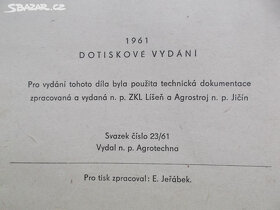 SBAZAR.CZ
1961
DOTISKOVÉ VYDÁNÍ
Pro vydání tohoto díla byla použita technická dokumentace
zpracovaná a vydaná n. p. ZKL Líšeň a Agrostroj n. p. Jičín
Svazek číslo 23/61
Vydal n. p. Agrotechna
Pro tisk zpracoval : E. Jeřábek.